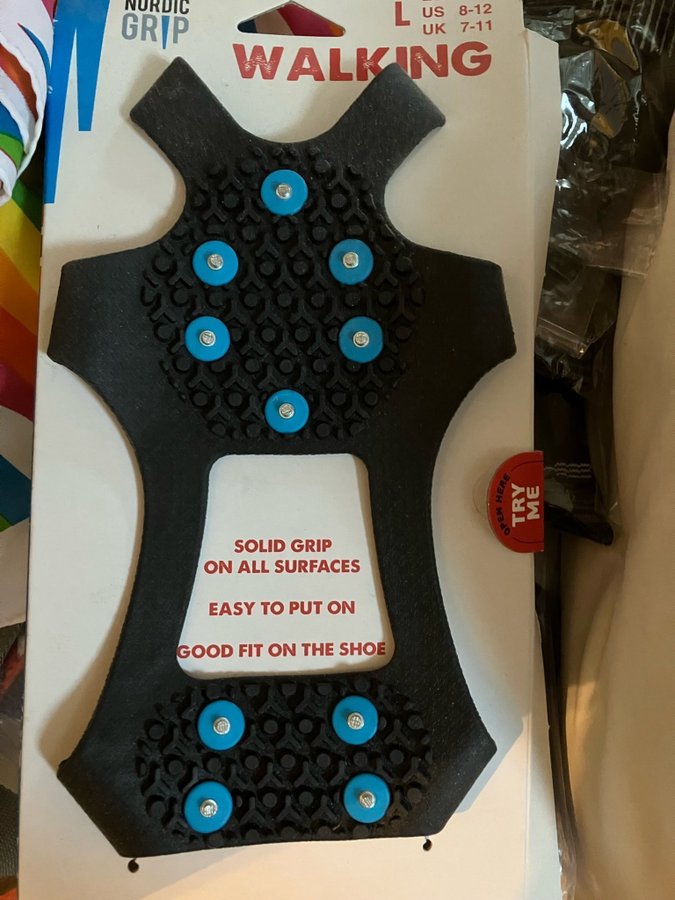 NORDIC
GRIP
L
US 8-12
UK 7-11
WALKING
OPEN HERE
TRY
ME
SOLID GRIP
ON ALL SURFACES
EASY TO PUT ON
GOOD FIT ON THE SHOE